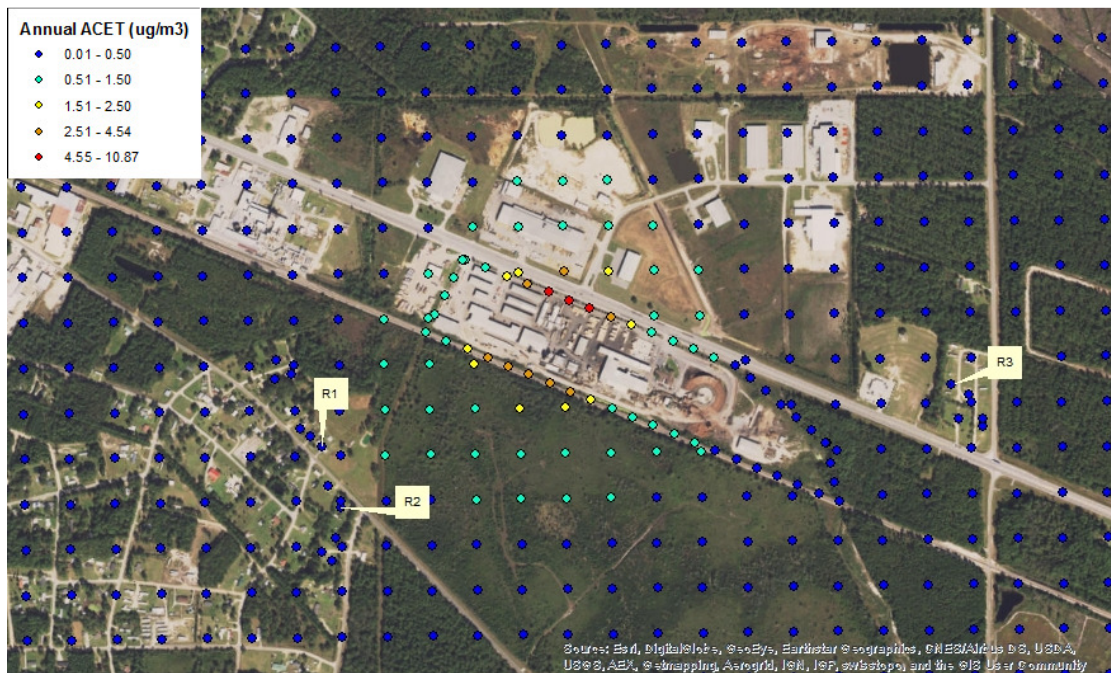 Annual ACET (ug/m3)
0.01 - 0.50
0.51 - 1.50
1.51 - 2.50
2.51 - 4.54
4.55 - 10.87
R3
R1
R2
Source: Esri, DigitalGlobe, GeoEye, Earthstar Geographics, CNES/Airbus DS, USDA,
USGS, AEX, Getmapping, Aerogrid, IGN, IGP, swisstopo, and the GIS User Community